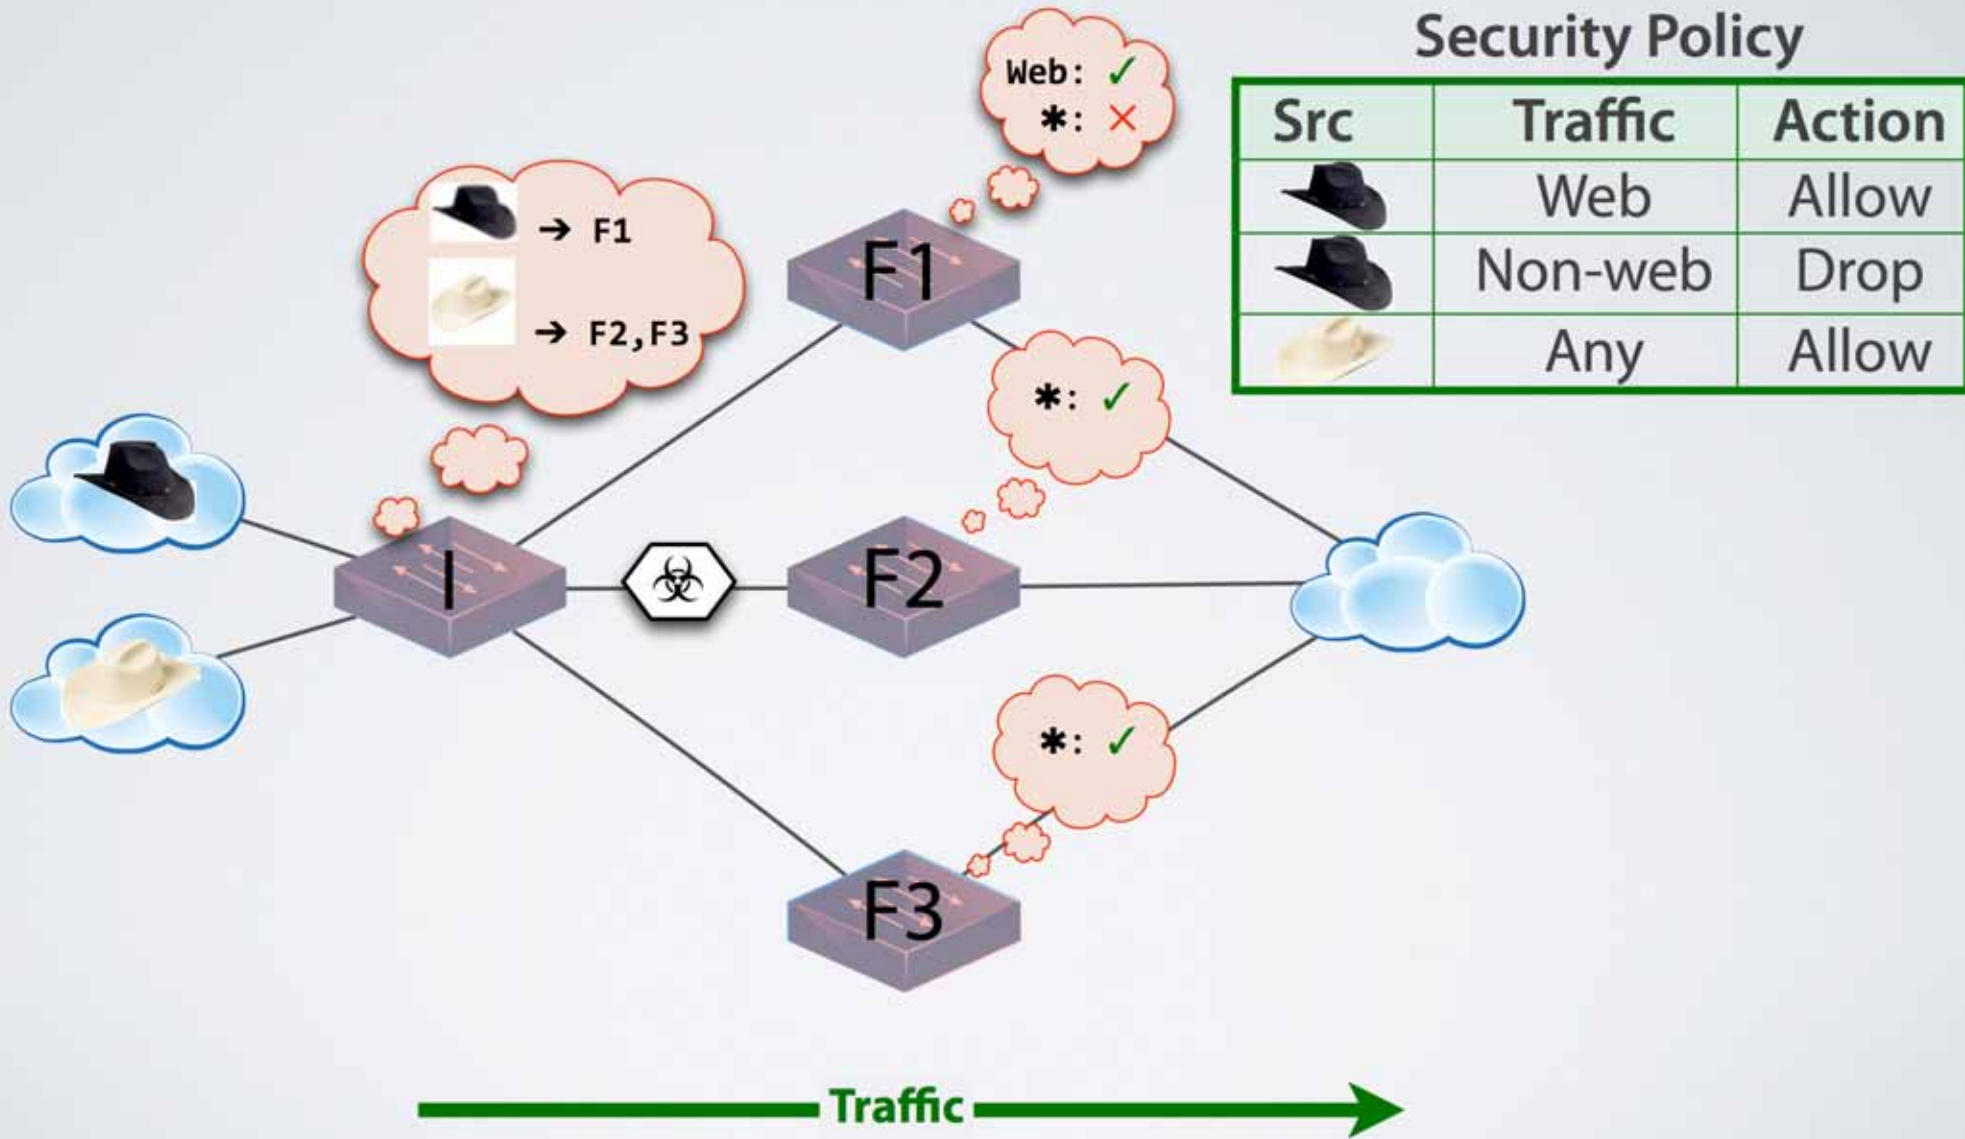 Security Policy
Src Traffic Action
Web Allow
Non-web Drop
Any Allow
Web: ✓
*: ✕
→ F1
→ F2,F3
F1
*: ✓
I
F2
*: ✓
F3
Traffic